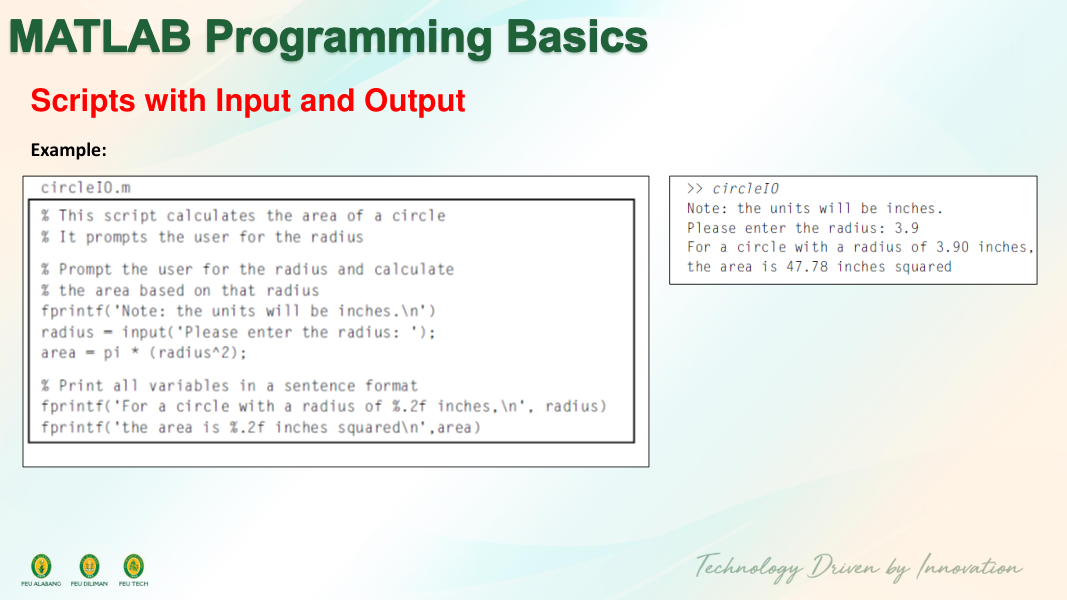 MATLAB Programming Basics
Scripts with Input and Output
Example:
circleIO.m
% This script calculates the area of a circle
% It prompts the user for the radius
% Prompt the user for the radius and calculate
% the area based on that radius
fprintf('Note: the units will be inches.\n')
radius = input('Please enter the radius: ');
area = pi * (radius^2);
% Print all variables in a sentence format
fprintf('For a circle with a radius of %.2f inches,\n', radius)
fprintf('the area is %.2f inches squared\n',area)
>> circleIO
Note: the units will be inches.
Please enter the radius: 3.9
For a circle with a radius of 3.90 inches,
the area is 47.78 inches squared
FEU ALABANG FEU DILIMAN FEU TECH
Technology Driven by Innovation